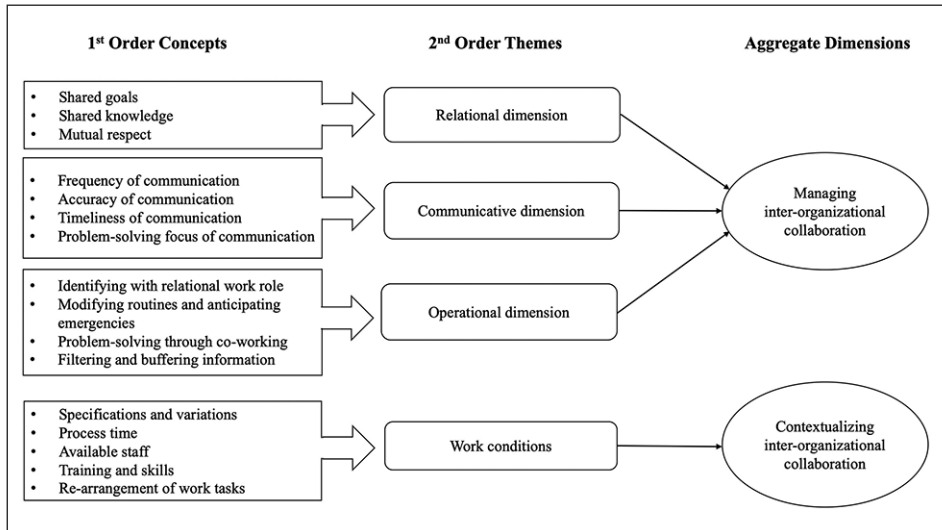 1st Order Concepts
2nd Order Themes
Aggregate Dimensions
• Shared goals
• Shared knowledge
• Mutual respect
Relational dimension
• Frequency of communication
• Accuracy of communication
• Timeliness of communication
• Problem-solving focus of communication
Communicative dimension
Managing
inter-organizational
collaboration
• Identifying with relational work role
• Modifying routines and anticipating
emergencies
• Problem-solving through co-working
• Filtering and buffering information
Operational dimension
• Specifications and variations
• Process time
• Available staff
• Training and skills
• Re-arrangement of work tasks
Work conditions
Contextualizing
inter-organizational
collaboration